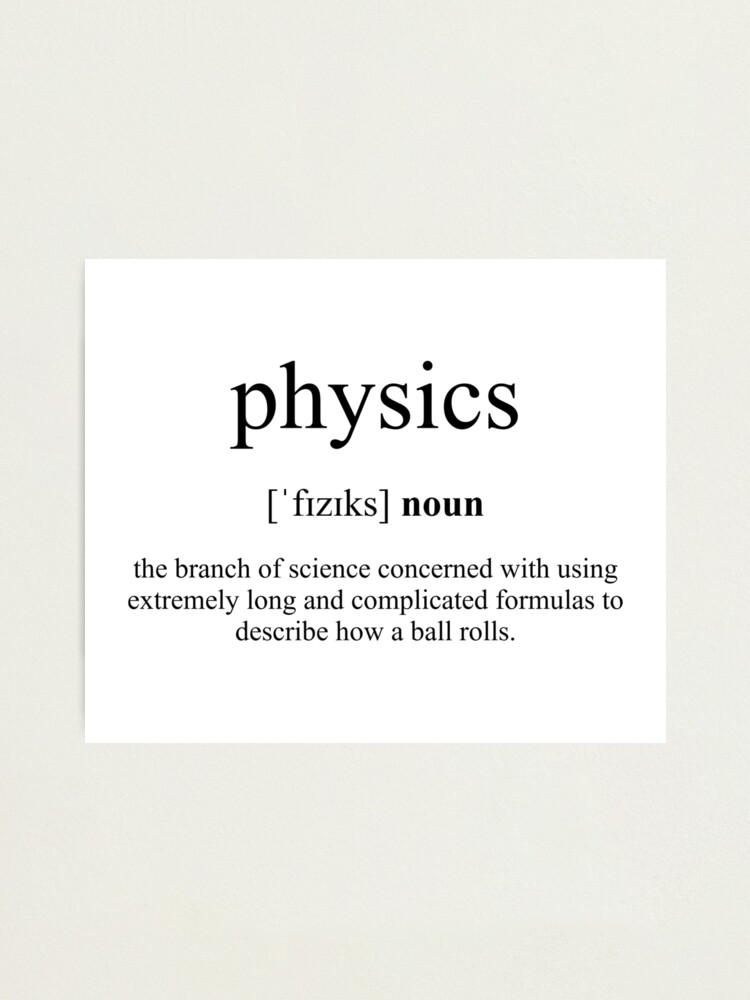 physics
[ˈfɪzɪks] noun
the branch of science concerned with using
extremely long and complicated formulas to
describe how a ball rolls.